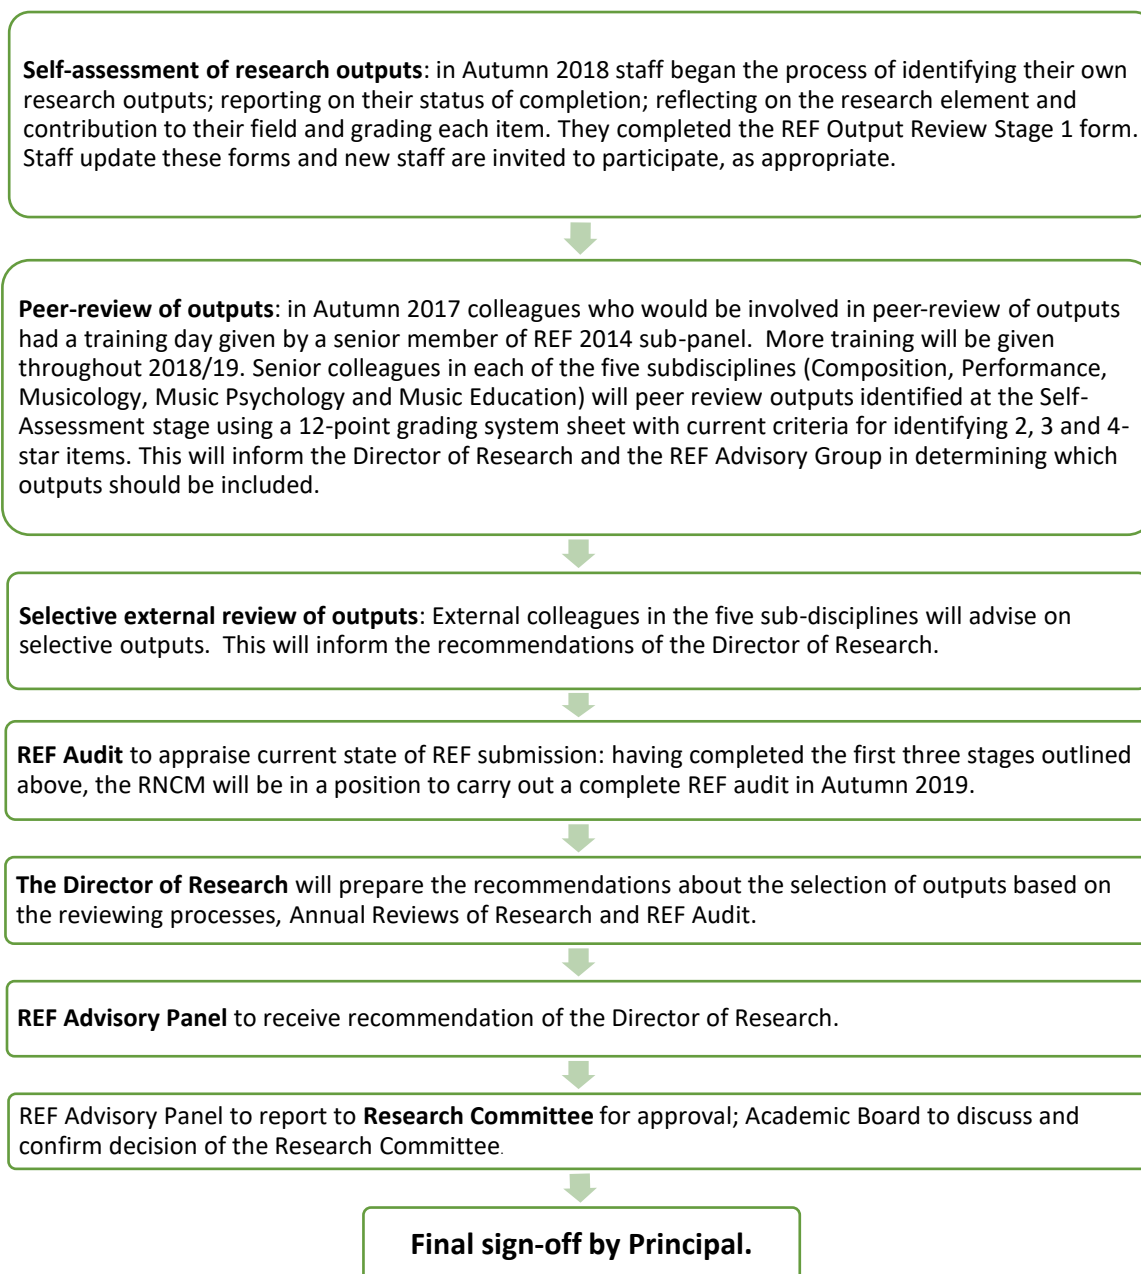 Self-assessment of research outputs: in Autumn 2018 staff began the process of identifying their own
research outputs; reporting on their status of completion; reflecting on the research element and
contribution to their field and grading each item. They completed the REF Output Review Stage 1 form.
Staff update these forms and new staff are invited to participate, as appropriate.
Peer-review of outputs: in Autumn 2017 colleagues who would be involved in peer-review of outputs
had a training day given by a senior member of REF 2014 sub-panel.  More training will be given
throughout 2018/19. Senior colleagues in each of the five subdisciplines (Composition, Performance,
Musicology, Music Psychology and Music Education) will peer review outputs identified at the Self-
Assessment stage using a 12-point grading system sheet with current criteria for identifying 2, 3 and 4-
star items. This will inform the Director of Research and the REF Advisory Group in determining which
outputs should be included.
Selective external review of outputs: External colleagues in the five sub-disciplines will advise on
selective outputs.  This will inform the recommendations of the Director of Research.
REF Audit to appraise current state of REF submission: having completed the first three stages outlined
above, the RNCM will be in a position to carry out a complete REF audit in Autumn 2019.
The Director of Research will prepare the recommendations about the selection of outputs based on
the reviewing processes, Annual Reviews of Research and REF Audit.
REF Advisory Panel to receive recommendation of the Director of Research.
REF Advisory Panel to report to Research Committee for approval; Academic Board to discuss and
confirm decision of the Research Committee.
Final sign-off by Principal.